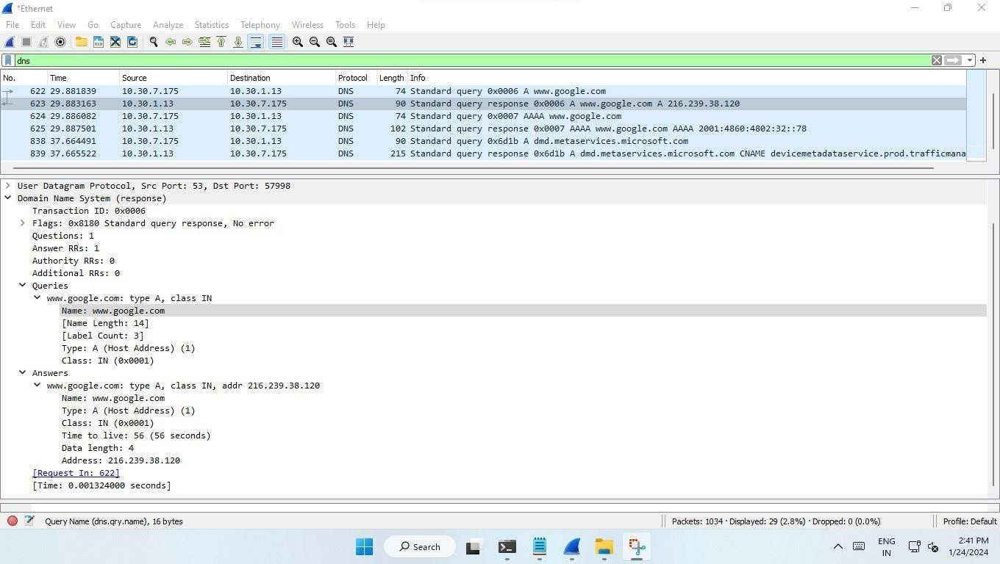 *Ethernet
File Edit View Go Capture Analyze Statistics Telephony Wireless Tools Help
dns
No. Time Source Destination Protocol Length Info
622 29.881839 10.30.7.175 10.30.1.13 DNS 74 Standard query 0x0006 A www.google.com
623 29.883163 10.30.1.13 10.30.7.175 DNS 90 Standard query response 0x0006 A www.google.com A 216.239.38.120
624 29.886082 10.30.7.175 10.30.1.13 DNS 74 Standard query 0x0007 AAAA www.google.com
625 29.887501 10.30.1.13 10.30.7.175 DNS 102 Standard query response 0x0007 AAAA www.google.com AAAA 2001:4860:4802:32::78
838 37.664491 10.30.7.175 10.30.1.13 DNS 90 Standard query 0x6d1b A dmd.metaservices.microsoft.com
839 37.665522 10.30.1.13 10.30.7.175 DNS 215 Standard query response 0x6d1b A dmd.metaservices.microsoft.com CNAME devicemetadataservice.prod.trafficmana
User Datagram Protocol, Src Port: 53, Dst Port: 57998
Domain Name System (response)
Transaction ID: 0x0006
Flags: 0x8180 Standard query response, No error
Questions: 1
Answer RRs: 1
Authority RRs: 0
Additional RRs: 0
Queries
www.google.com: type A, class IN
Name: www.google.com
[Name Length: 14]
[Label Count: 3]
Type: A (Host Address) (1)
Class: IN (0x0001)
Answers
www.google.com: type A, class IN, addr 216.239.38.120
Name: www.google.com
Type: A (Host Address) (1)
Class: IN (0x0001)
Time to live: 56 (56 seconds)
Data length: 4
Address: 216.239.38.120
[Request In: 622]
[Time: 0.001324000 seconds]
Query Name (dns.qry.name), 16 bytes Packets: 1034 · Displayed: 29 (2.8%) · Dropped: 0 (0.0%) Profile: Default
Search ENG 2:41 PM
IN 1/24/2024